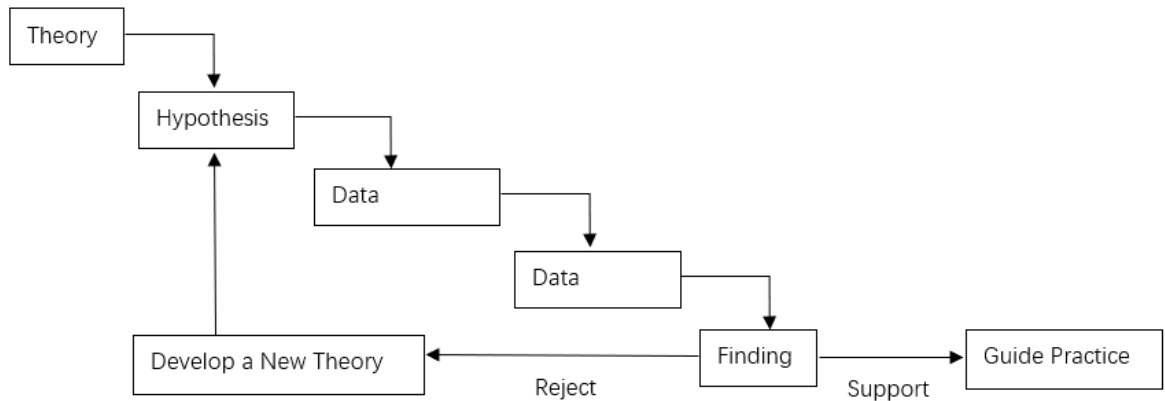 Theory
Hypothesis
Data
Data
Develop a New Theory
Finding
Guide Practice
Reject
Support